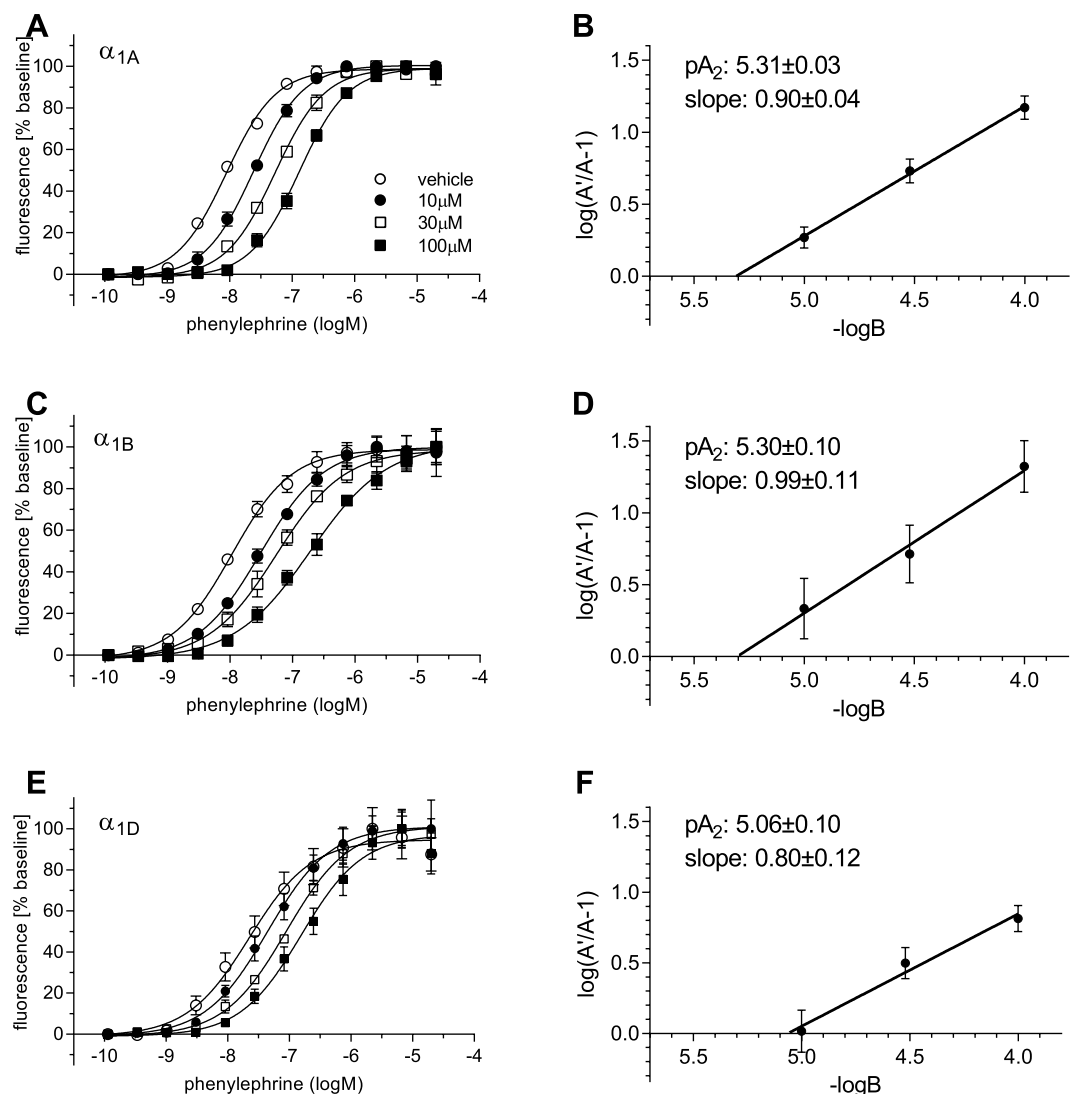 A
α1A
fluorescence [% baseline]
100
80
60
40
20
0
vehicle
10µM
30µM
100µM
-10 -9 -8 -7 -6 -5 -4
phenylephrine (logM)
B
pA2: 5.31±0.03
slope: 0.90±0.04
log(A'/A-1)
1.5
1.0
0.5
0.0
5.5 5.0 4.5 4.0
-logB
C
α1B
fluorescence [% baseline]
100
80
60
40
20
0
-10 -9 -8 -7 -6 -5 -4
phenylephrine (logM)
D
pA2: 5.30±0.10
slope: 0.99±0.11
log(A'/A-1)
1.5
1.0
0.5
0.0
5.5 5.0 4.5 4.0
-logB
E
α1D
fluorescence [% baseline]
100
80
60
40
20
0
-10 -9 -8 -7 -6 -5 -4
phenylephrine (logM)
F
pA2: 5.06±0.10
slope: 0.80±0.12
log(A'/A-1)
1.5
1.0
0.5
0.0
5.5 5.0 4.5 4.0
-logB